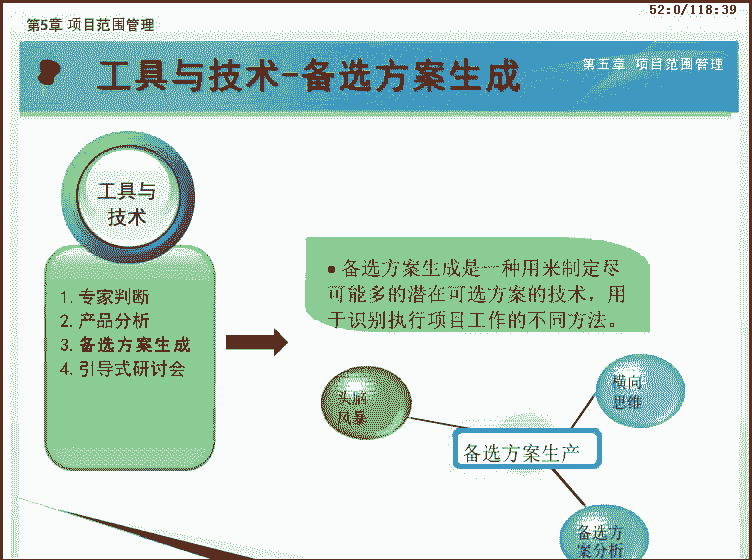 52:0/118:39
第5章 项目范围管理
工具与技术-备选方案生成
第五章 项目范围管理
工具与
技术
1. 专家判断
2. 产品分析
3. 备选方案生成
4. 引导式研讨会
• 备选方案生成是一种用来制定尽
可能多的潜在可选方案的技术，用
于识别执行项目工作的不同方法。
头脑
风暴
横向
思维
备选方案生产
备选方
案分析